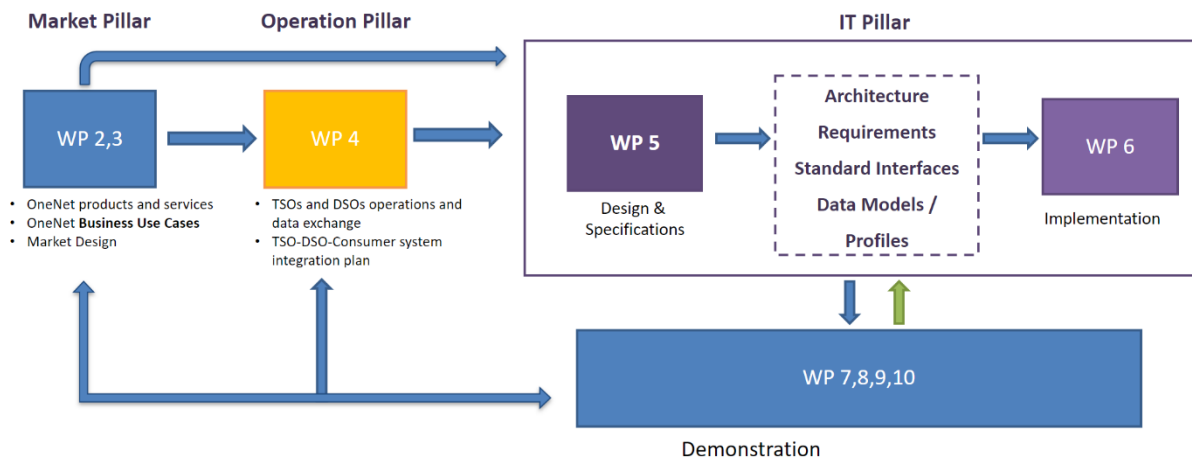 Market Pillar
Operation Pillar
IT Pillar
WP 2,3
• OneNet products and services
• OneNet Business Use Cases
• Market Design
WP 4
• TSOs and DSOs operations and
data exchange
• TSO-DSO-Consumer system
integration plan
WP 5
Design &
Specifications
Architecture
Requirements
Standard Interfaces
Data Models /
Profiles
WP 6
Implementation
WP 7,8,9,10
Demonstration